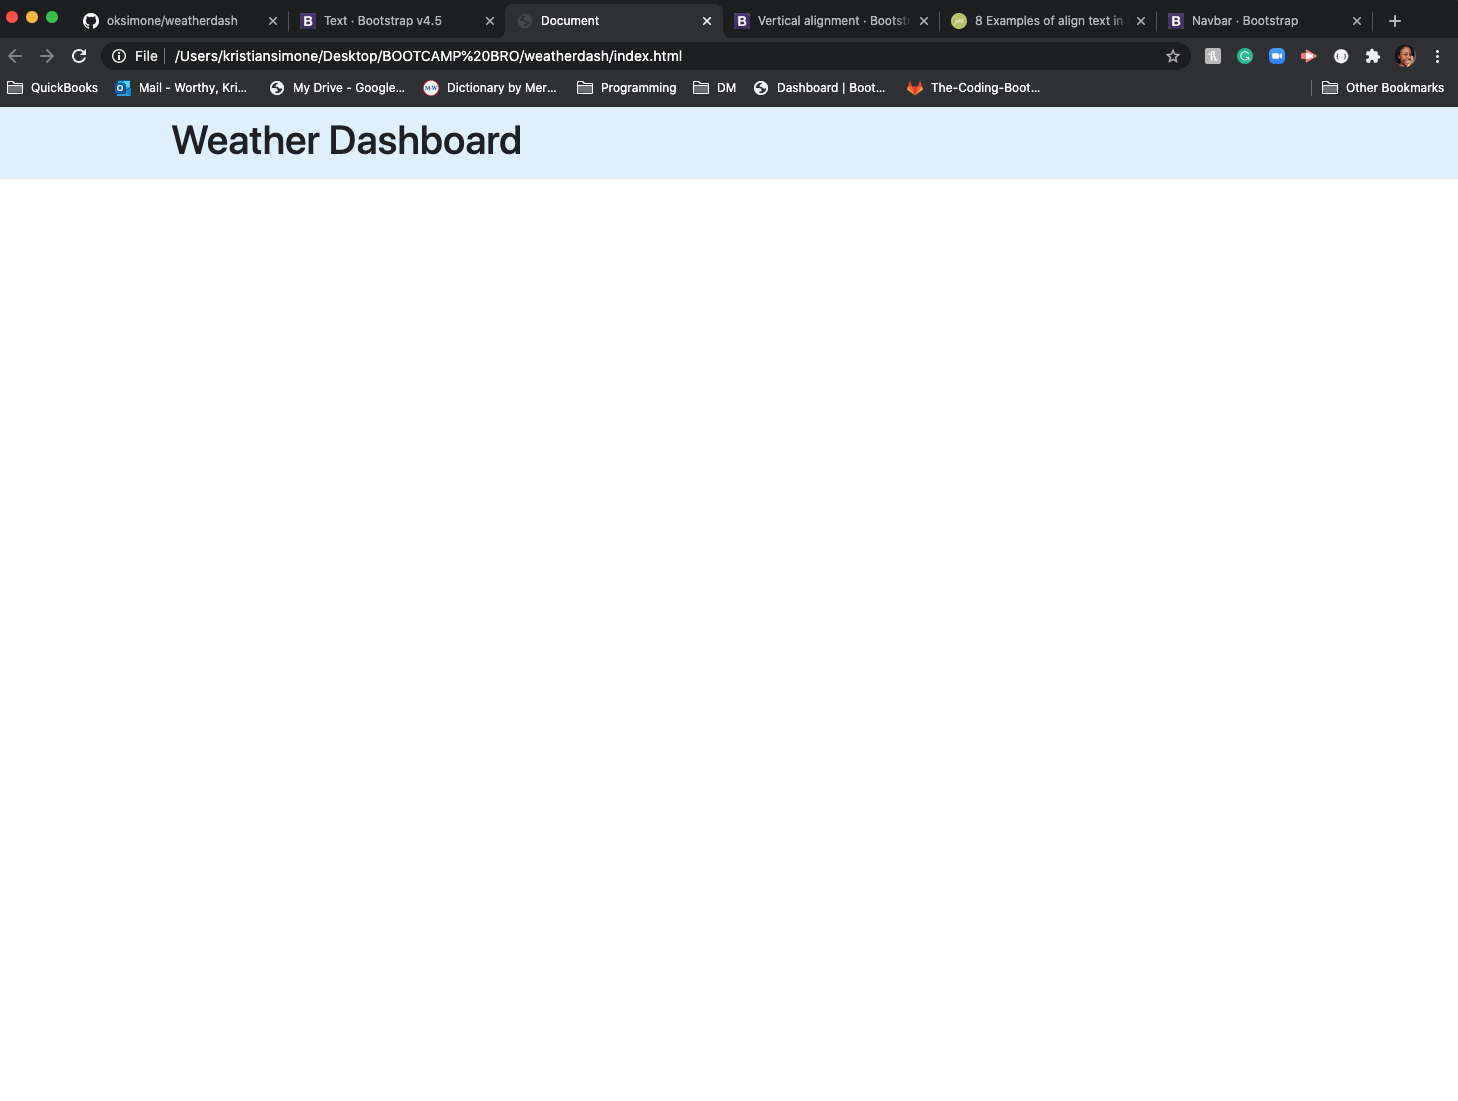 oksimone/weatherdash
Text · Bootstrap v4.5
Document
Vertical alignment · Bootstr
8 Examples of align text in
Navbar · Bootstrap
File
/Users/kristiansimone/Desktop/BOOTCAMP%20BRO/weatherdash/index.html
QuickBooks
Mail - Worthy, Kri...
My Drive - Google...
Dictionary by Mer...
Programming
DM
Dashboard | Boot...
The-Coding-Boot...
Other Bookmarks
Weather Dashboard